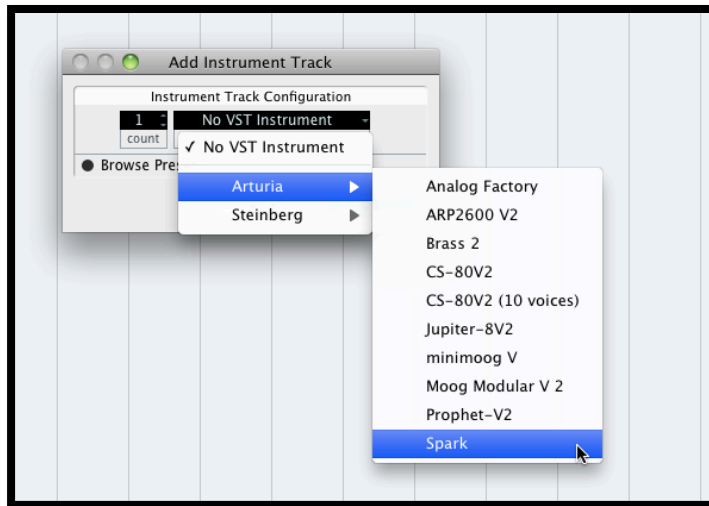 Add Instrument Track
Instrument Track Configuration
1 No VST Instrument
count
✓ No VST Instrument
Browse
Arturia
Steinberg
Analog Factory
ARP2600 V2
Brass 2
CS-80V2
CS-80V2 (10 voices)
Jupiter-8V2
minimoog V
Moog Modular V 2
Prophet-V2
Spark